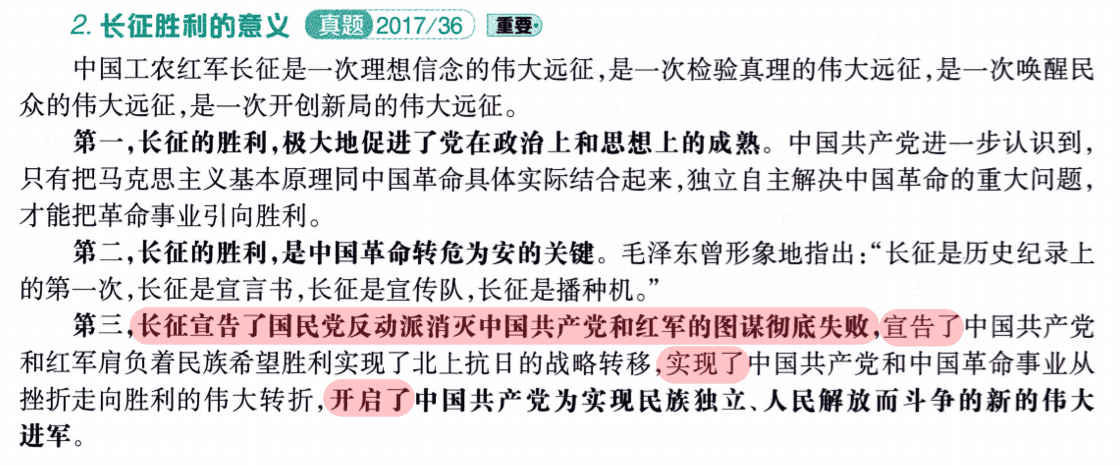 2. 长征胜利的意义 真题 2017/36 重要
中国工农红军长征是一次理想信念的伟大远征,是一次检验真理的伟大远征,是一次唤醒民
众的伟大远征,是一次开创新局的伟大远征。
第一,长征的胜利,极大地促进了党在政治上和思想上的成熟。中国共产党进一步认识到,
只有把马克思主义基本原理同中国革命具体实际结合起来,独立自主解决中国革命的重大问题,
才能把革命事业引向胜利。
第二,长征的胜利,是中国革命转危为安的关键。毛泽东曾形象地指出:“长征是历史纪录上
的第一次,长征是宣言书,长征是宣传队,长征是播种机。”
第三,长征宣告了国民党反动派消灭中国共产党和红军的图谋彻底失败,宣告了中国共产党
和红军肩负着民族希望胜利实现了北上抗日的战略转移,实现了中国共产党和中国革命事业从
挫折走向胜利的伟大转折,开启了中国共产党为实现民族独立、人民解放而斗争的新的伟大
进军。